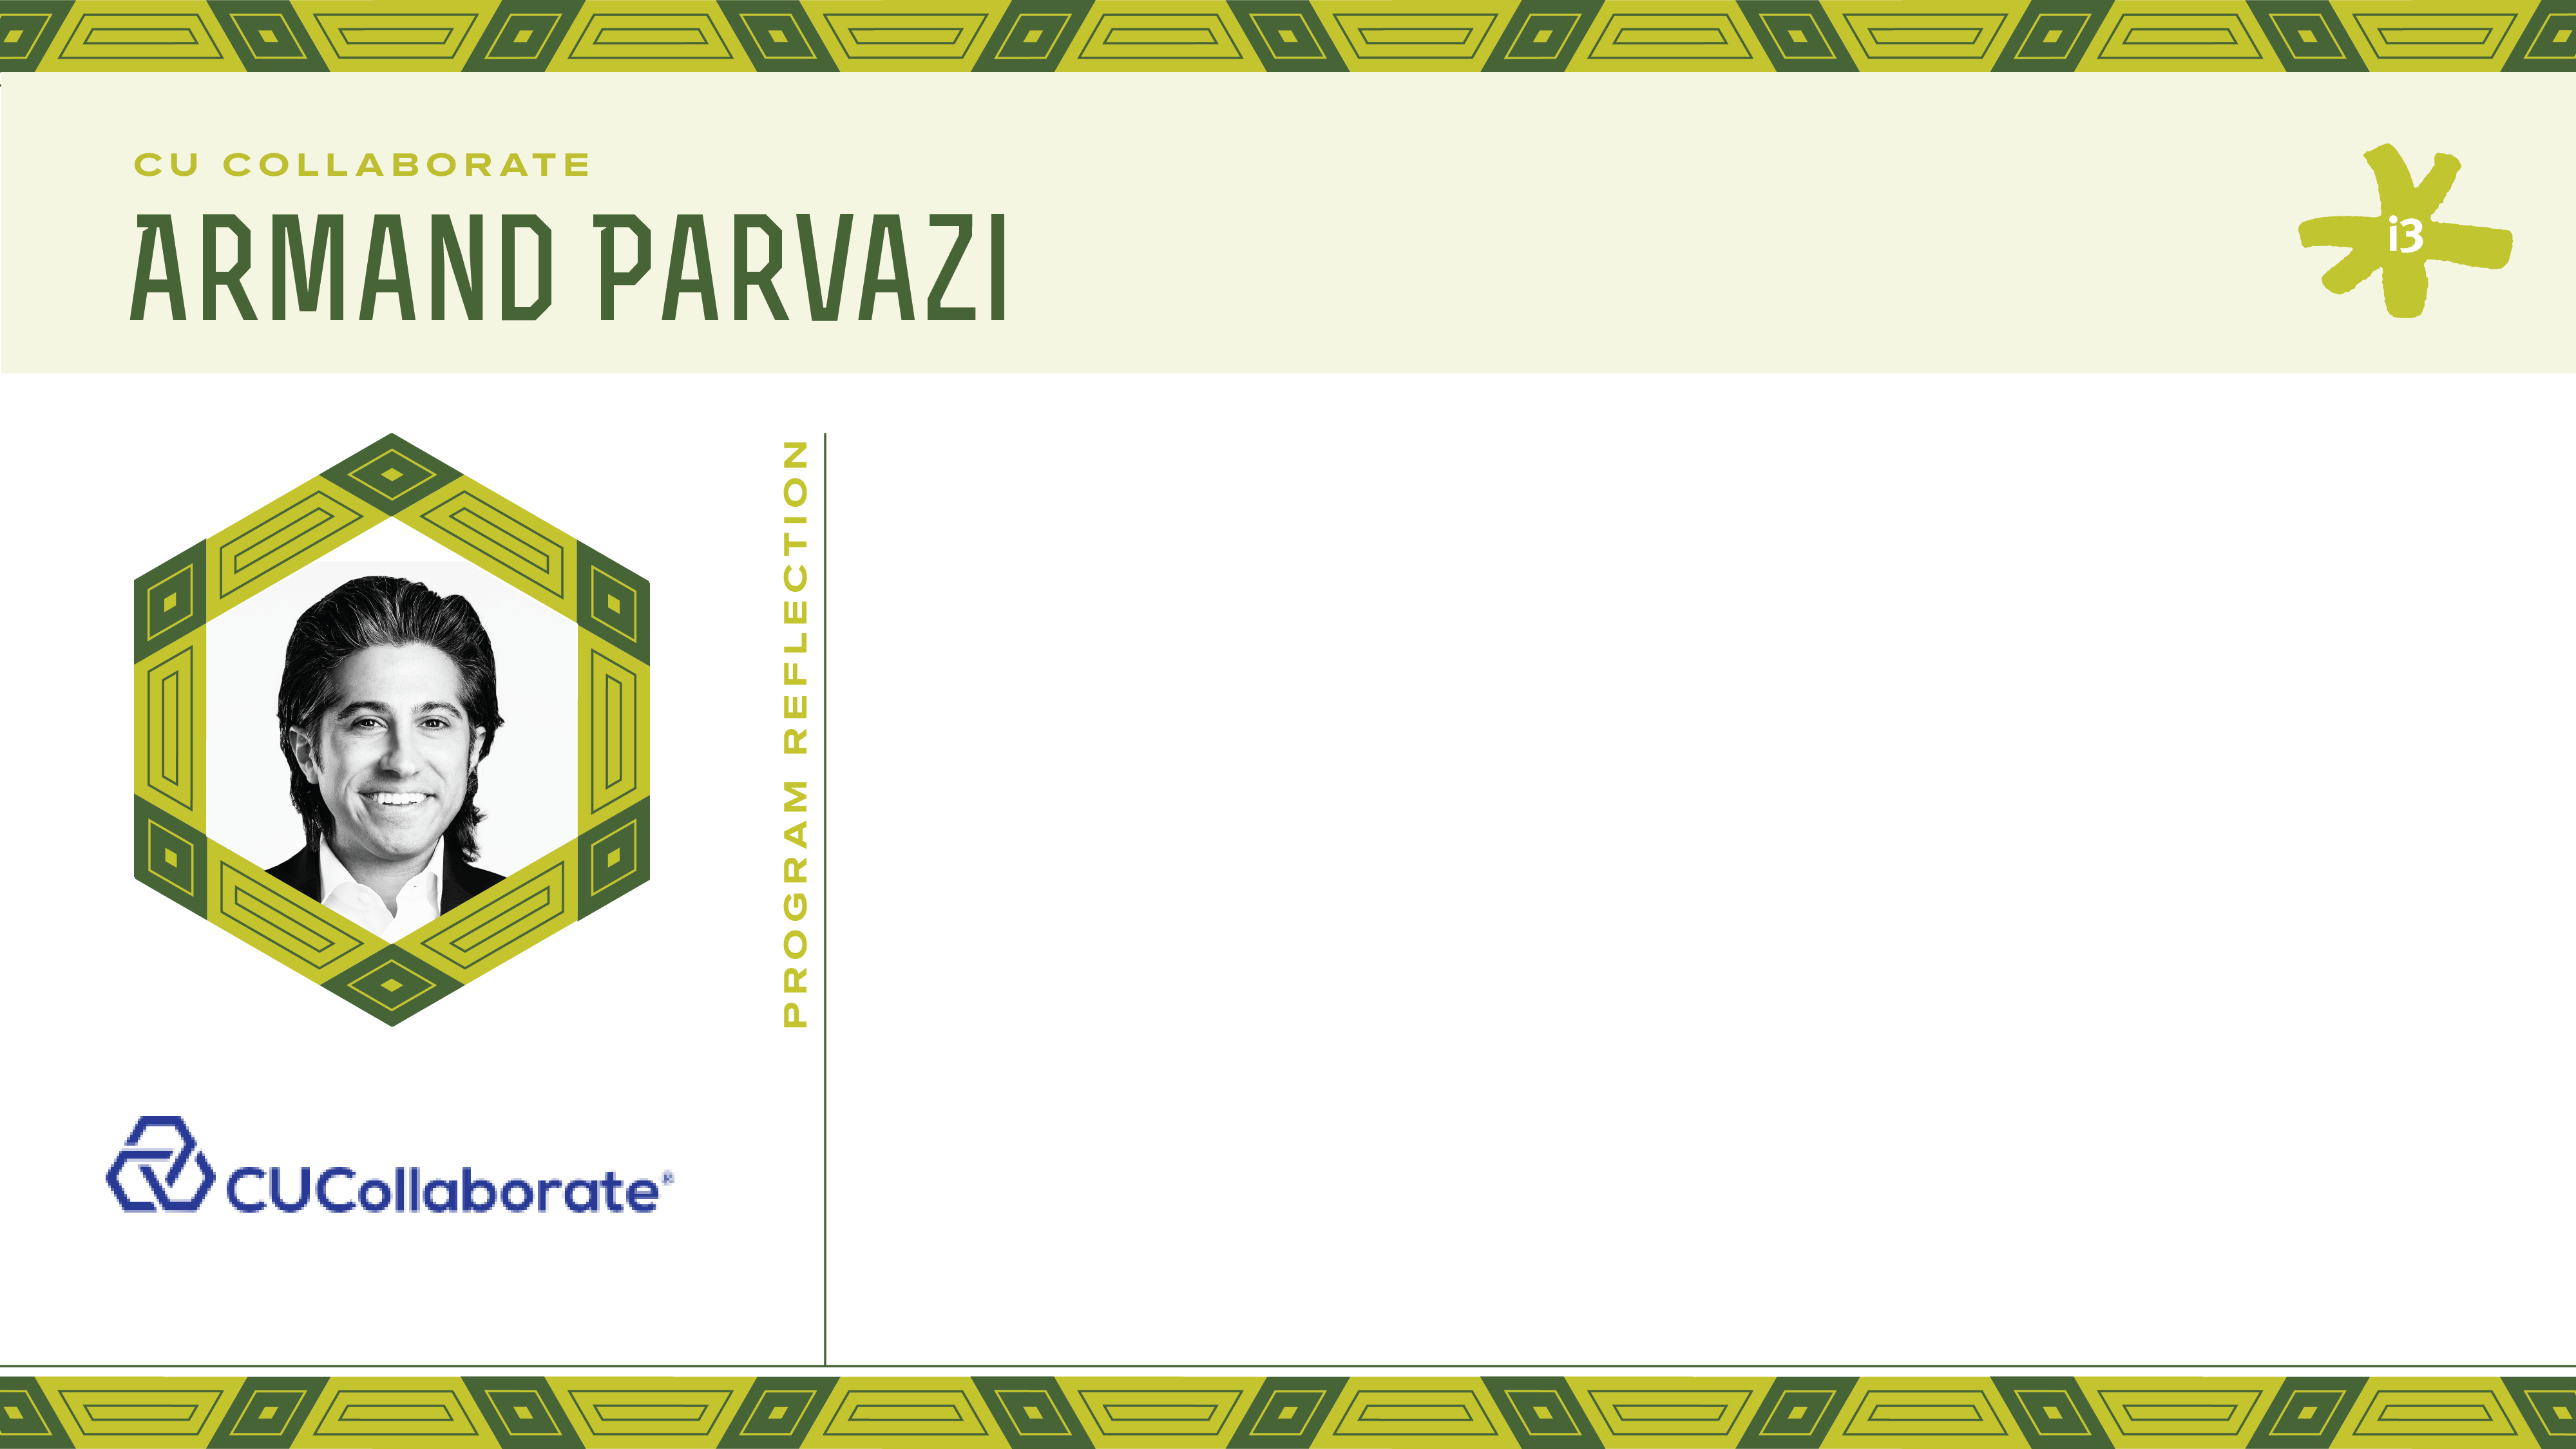 CU COLLABORATE
ARMAND PARVAZI
i3
PROGRAM REFLECTION
CUCollaborate®